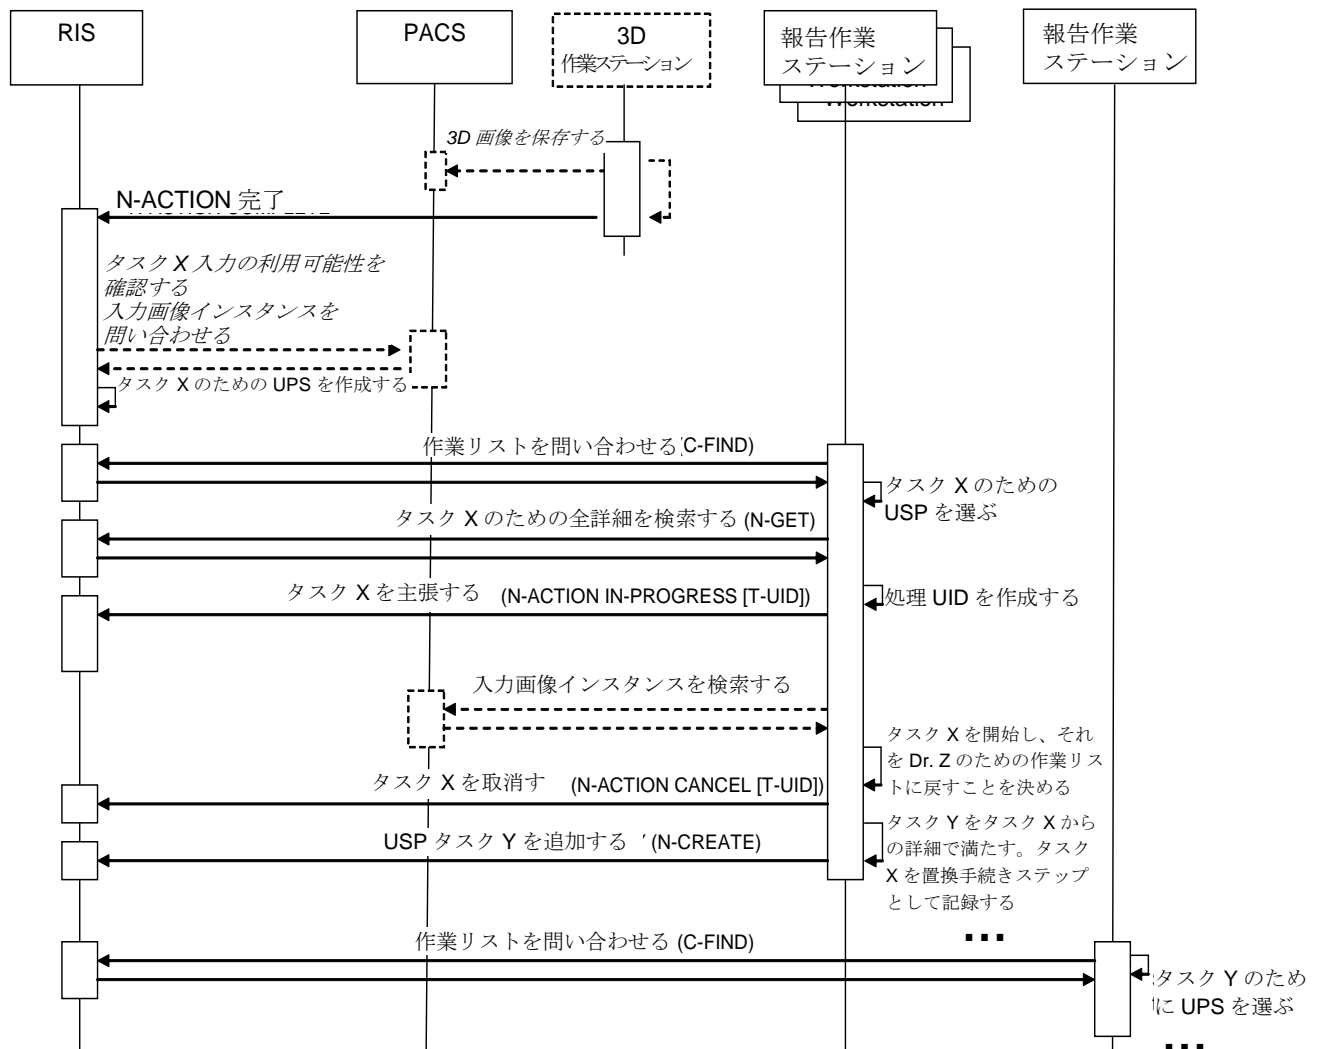 RIS
PACS
3D
作業ステーション
報告作業
ステーション
Workstation
Workstation
報告作業
ステーション
3D 画像を保存する
N-ACTION 完了
タスク X 入力の利用可能性を
確認する
入力画像インスタンスを
問い合わせる
タスク X のための UPS を作成する
作業リストを問い合わせる(C-FIND)
タスク X のための
USP を選ぶ
タスク X のための全詳細を検索する (N-GET)
タスク X を主張する (N-ACTION IN-PROGRESS [T-UID])
処理 UID を作成する
入力画像インスタンスを検索する
タスク X を開始し、それ
を Dr. Z のための作業リス
トに戻すことを決める
タスク X を取消す (N-ACTION CANCEL [T-UID])
タスク Y をタスク X から
の詳細で満たす。タスク
X を置換手続きステップ
として記録する
USP タスク Y を追加する (N-CREATE)
...
作業リストを問い合わせる (C-FIND)
タスク Y のため
に UPS を選ぶ
...